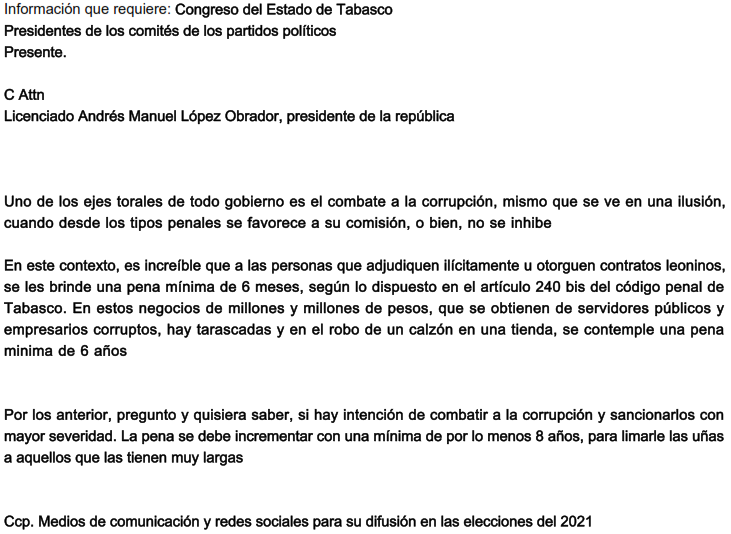 Información que requiere: Congreso del Estado de Tabasco
Presidentes de los comités de los partidos políticos
Presente.
C Attn
Licenciado Andrés Manuel López Obrador, presidente de la república
Uno de los ejes torales de todo gobierno es el combate a la corrupción, mismo que se ve en una ilusión,
cuando desde los tipos penales se favorece a su comisión, o bien, no se inhibe
En este contexto, es increíble que a las personas que adjudiquen ilícitamente u otorguen contratos leoninos,
se les brinde una pena mínima de 6 meses, según lo dispuesto en el artículo 240 bis del código penal de
Tabasco. En estos negocios de millones y millones de pesos, que se obtienen de servidores públicos y
empresarios corruptos, hay tarascadas y en el robo de un calzón en una tienda, se contemple una pena
minima de 6 años
Por los anterior, pregunto y quisiera saber, si hay intención de combatir a la corrupción y sancionarlos con
mayor severidad. La pena se debe incrementar con una mínima de por lo menos 8 años, para limarle las uñas
a aquellos que las tienen muy largas
Ccp. Medios de comunicación y redes sociales para su difusión en las elecciones del 2021